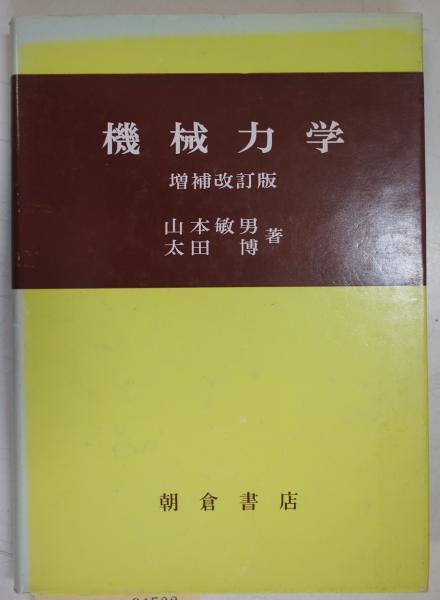 機械力学
増補改訂版
山本敏男
太田博 著
朝倉書店